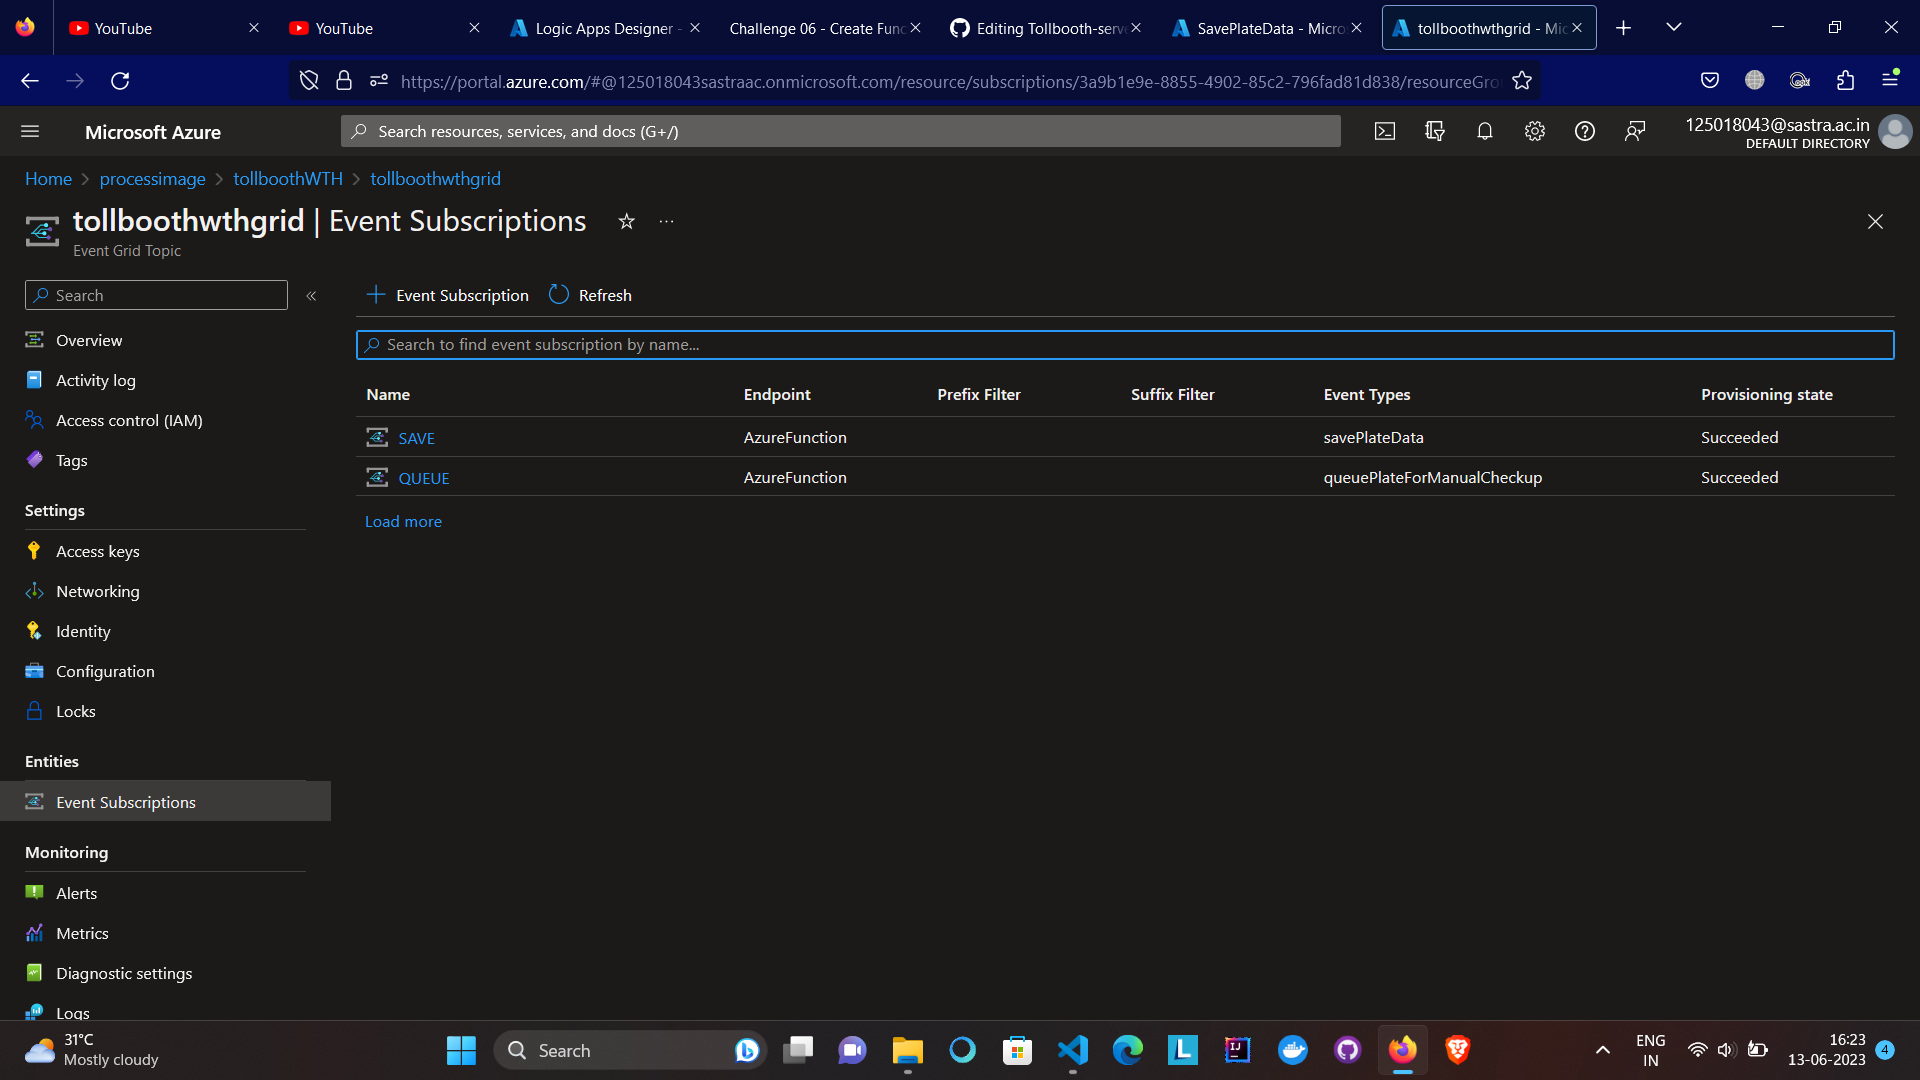 YouTube
YouTube
Logic Apps Designer -
Challenge 06 - Create Func
Editing Tollbooth-serve
SavePlateData - Micros
tollboothwthgrid - Mic
https://portal.azure.com/#@125018043sastraac.onmicrosoft.com/resource/subscriptions/3a9b1e9e-8855-4902-85c2-796fad81d838/resourceGro
Microsoft Azure
Search resources, services, and docs (G+/)
125018043@sastra.ac.in
DEFAULT DIRECTORY
Home > processimage > tollboothWTH > tollboothwthgrid
tollboothwthgrid | Event Subscriptions
Event Grid Topic
Search
Overview
Activity log
Access control (IAM)
Tags
Settings
Access keys
Networking
Identity
Configuration
Locks
Entities
Event Subscriptions
Monitoring
Alerts
Metrics
Diagnostic settings
Logs
Event Subscription
Refresh
Search to find event subscription by name...
Name Endpoint Prefix Filter Suffix Filter Event Types Provisioning state
SAVE AzureFunction savePlateData Succeeded
QUEUE AzureFunction queuePlateForManualCheckup Succeeded
Load more
31°C
Mostly cloudy
Search
ENG
IN
16:23
13-06-2023
4